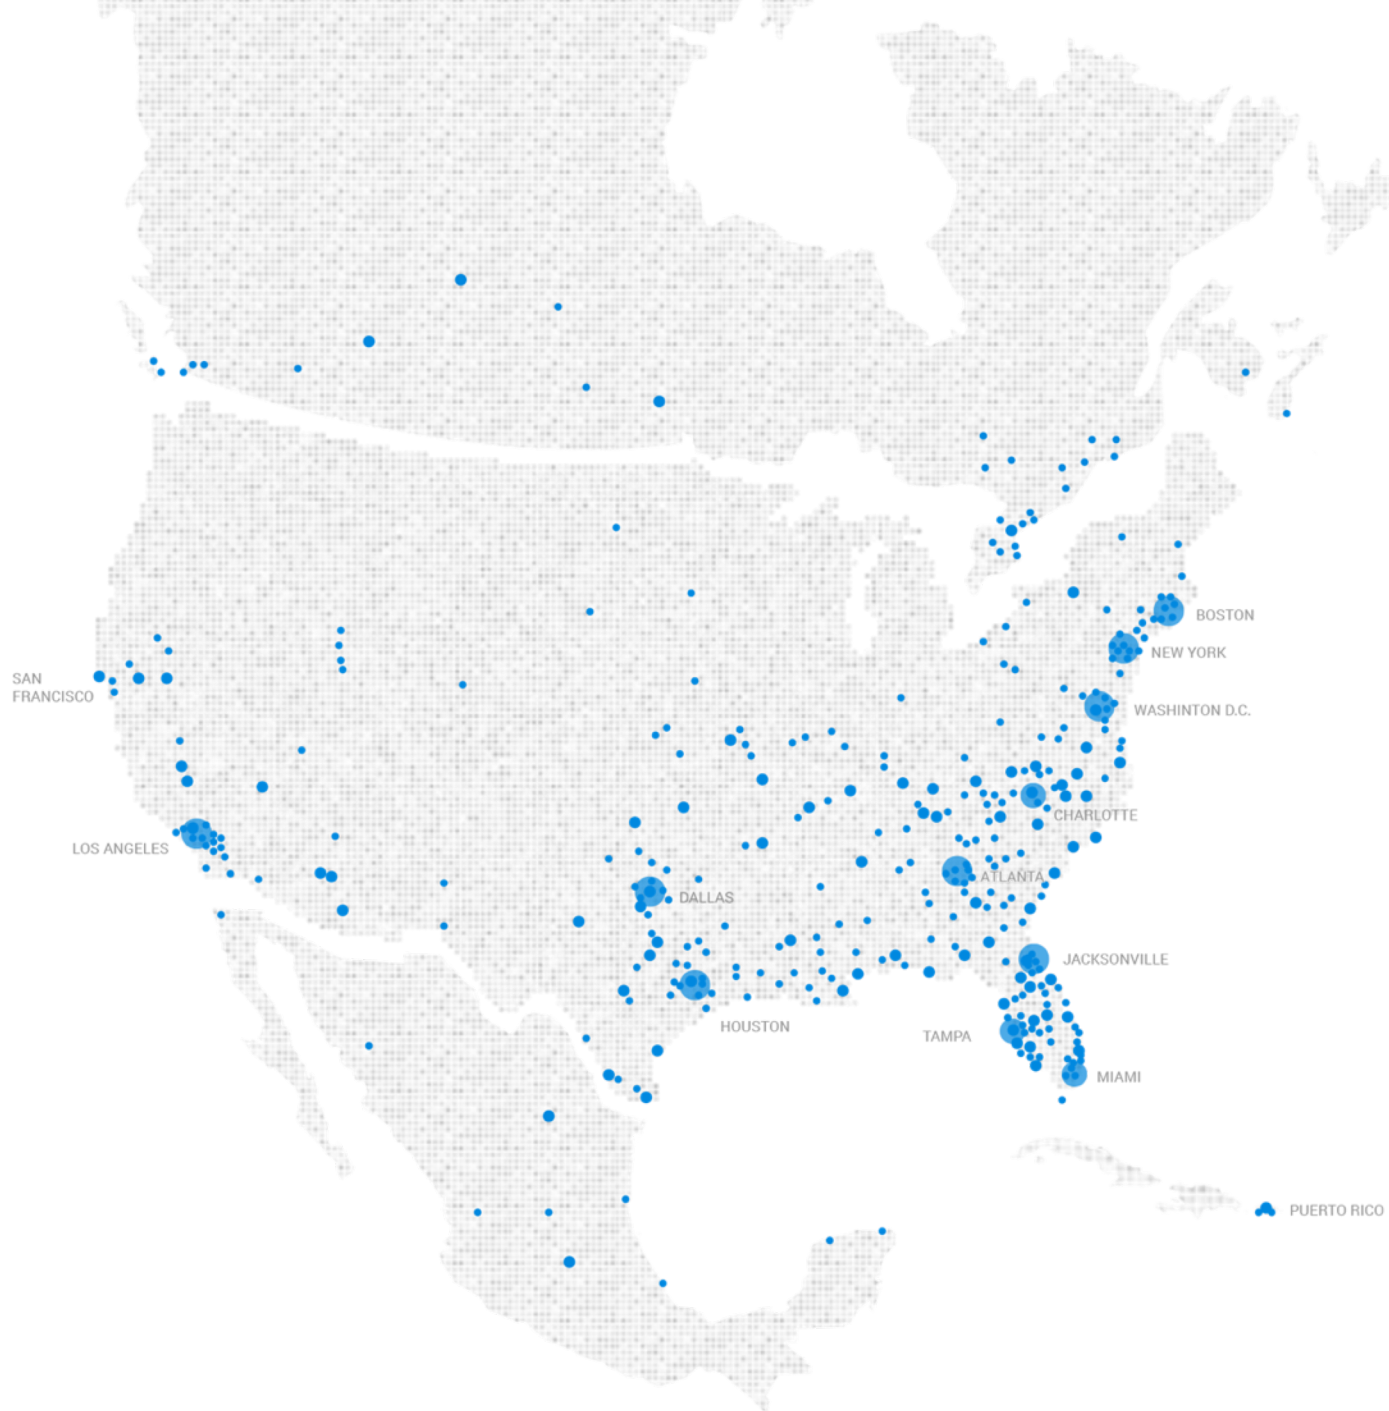 BOSTON
NEW YORK
SAN
FRANCISCO
WASHINTON D.C.
CHARLOTTE
LOS ANGELES
ATLANTA
DALLAS
JACKSONVILLE
HOUSTON
TAMPA
MIAMI
PUERTO RICO